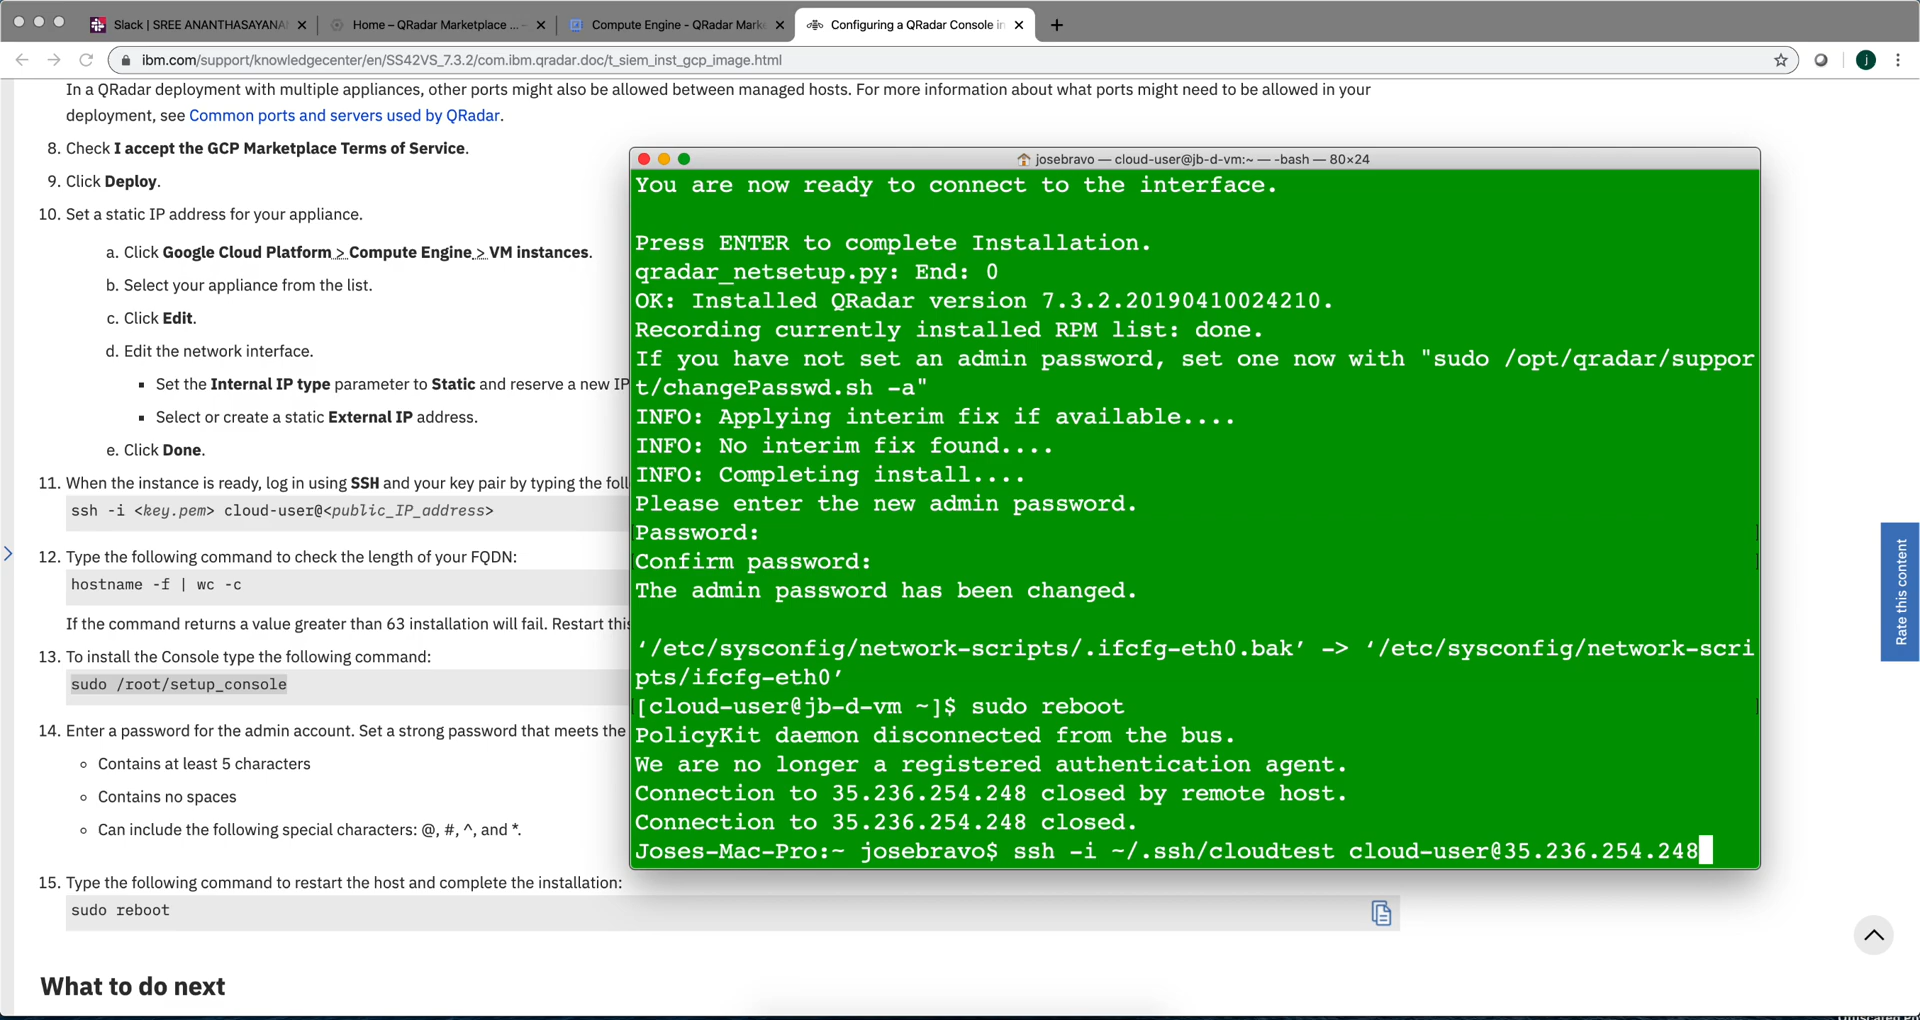 Slack | SREE ANANTHASAYANA
Home – QRadar Marketplace ... –
Compute Engine - QRadar Mark
Configuring a QRadar Console in
ibm.com/support/knowledgecenter/en/SS42VS_7.3.2/com.ibm.qradar.doc/t_siem_inst_gcp_image.html
j
In a QRadar deployment with multiple appliances, other ports might also be allowed between managed hosts. For more information about what ports might need to be allowed in your
deployment, see Common ports and servers used by QRadar.
8. Check I accept the GCP Marketplace Terms of Service.
9. Click Deploy.
10. Set a static IP address for your appliance.
a. Click Google Cloud Platform > Compute Engine > VM instances.
b. Select your appliance from the list.
c. Click Edit.
d. Edit the network interface.
▪ Set the Internal IP type parameter to Static and reserve a new IP
▪ Select or create a static External IP address.
e. Click Done.
11. When the instance is ready, log in using SSH and your key pair by typing the foll
ssh -i <key.pem> cloud-user@<public_IP_address>
12. Type the following command to check the length of your FQDN:
hostname -f | wc -c
If the command returns a value greater than 63 installation will fail. Restart this
13. To install the Console type the following command:
sudo /root/setup_console
14. Enter a password for the admin account. Set a strong password that meets the
◦ Contains at least 5 characters
◦ Contains no spaces
◦ Can include the following special characters: @, #, ^, and *.
15. Type the following command to restart the host and complete the installation:
sudo reboot
What to do next
Rate this content
josebravo — cloud-user@jb-d-vm:~ — -bash — 80×24
You are now ready to connect to the interface.
Press ENTER to complete Installation.
qradar_netsetup.py: End: 0
OK: Installed QRadar version 7.3.2.20190410024210.
Recording currently installed RPM list: done.
If you have not set an admin password, set one now with "sudo /opt/qradar/suppor
t/changePasswd.sh -a"
INFO: Applying interim fix if available....
INFO: No interim fix found....
INFO: Completing install....
Please enter the new admin password.
Password:
Confirm password:
The admin password has been changed.
‘/etc/sysconfig/network-scripts/.ifcfg-eth0.bak’ -> ‘/etc/sysconfig/network-scri
pts/ifcfg-eth0’
[cloud-user@jb-d-vm ~]$ sudo reboot
PolicyKit daemon disconnected from the bus.
We are no longer a registered authentication agent.
Connection to 35.236.254.248 closed by remote host.
Connection to 35.236.254.248 closed.
Joses-Mac-Pro:~ josebravo$ ssh -i ~/.ssh/cloudtest cloud-user@35.236.254.248